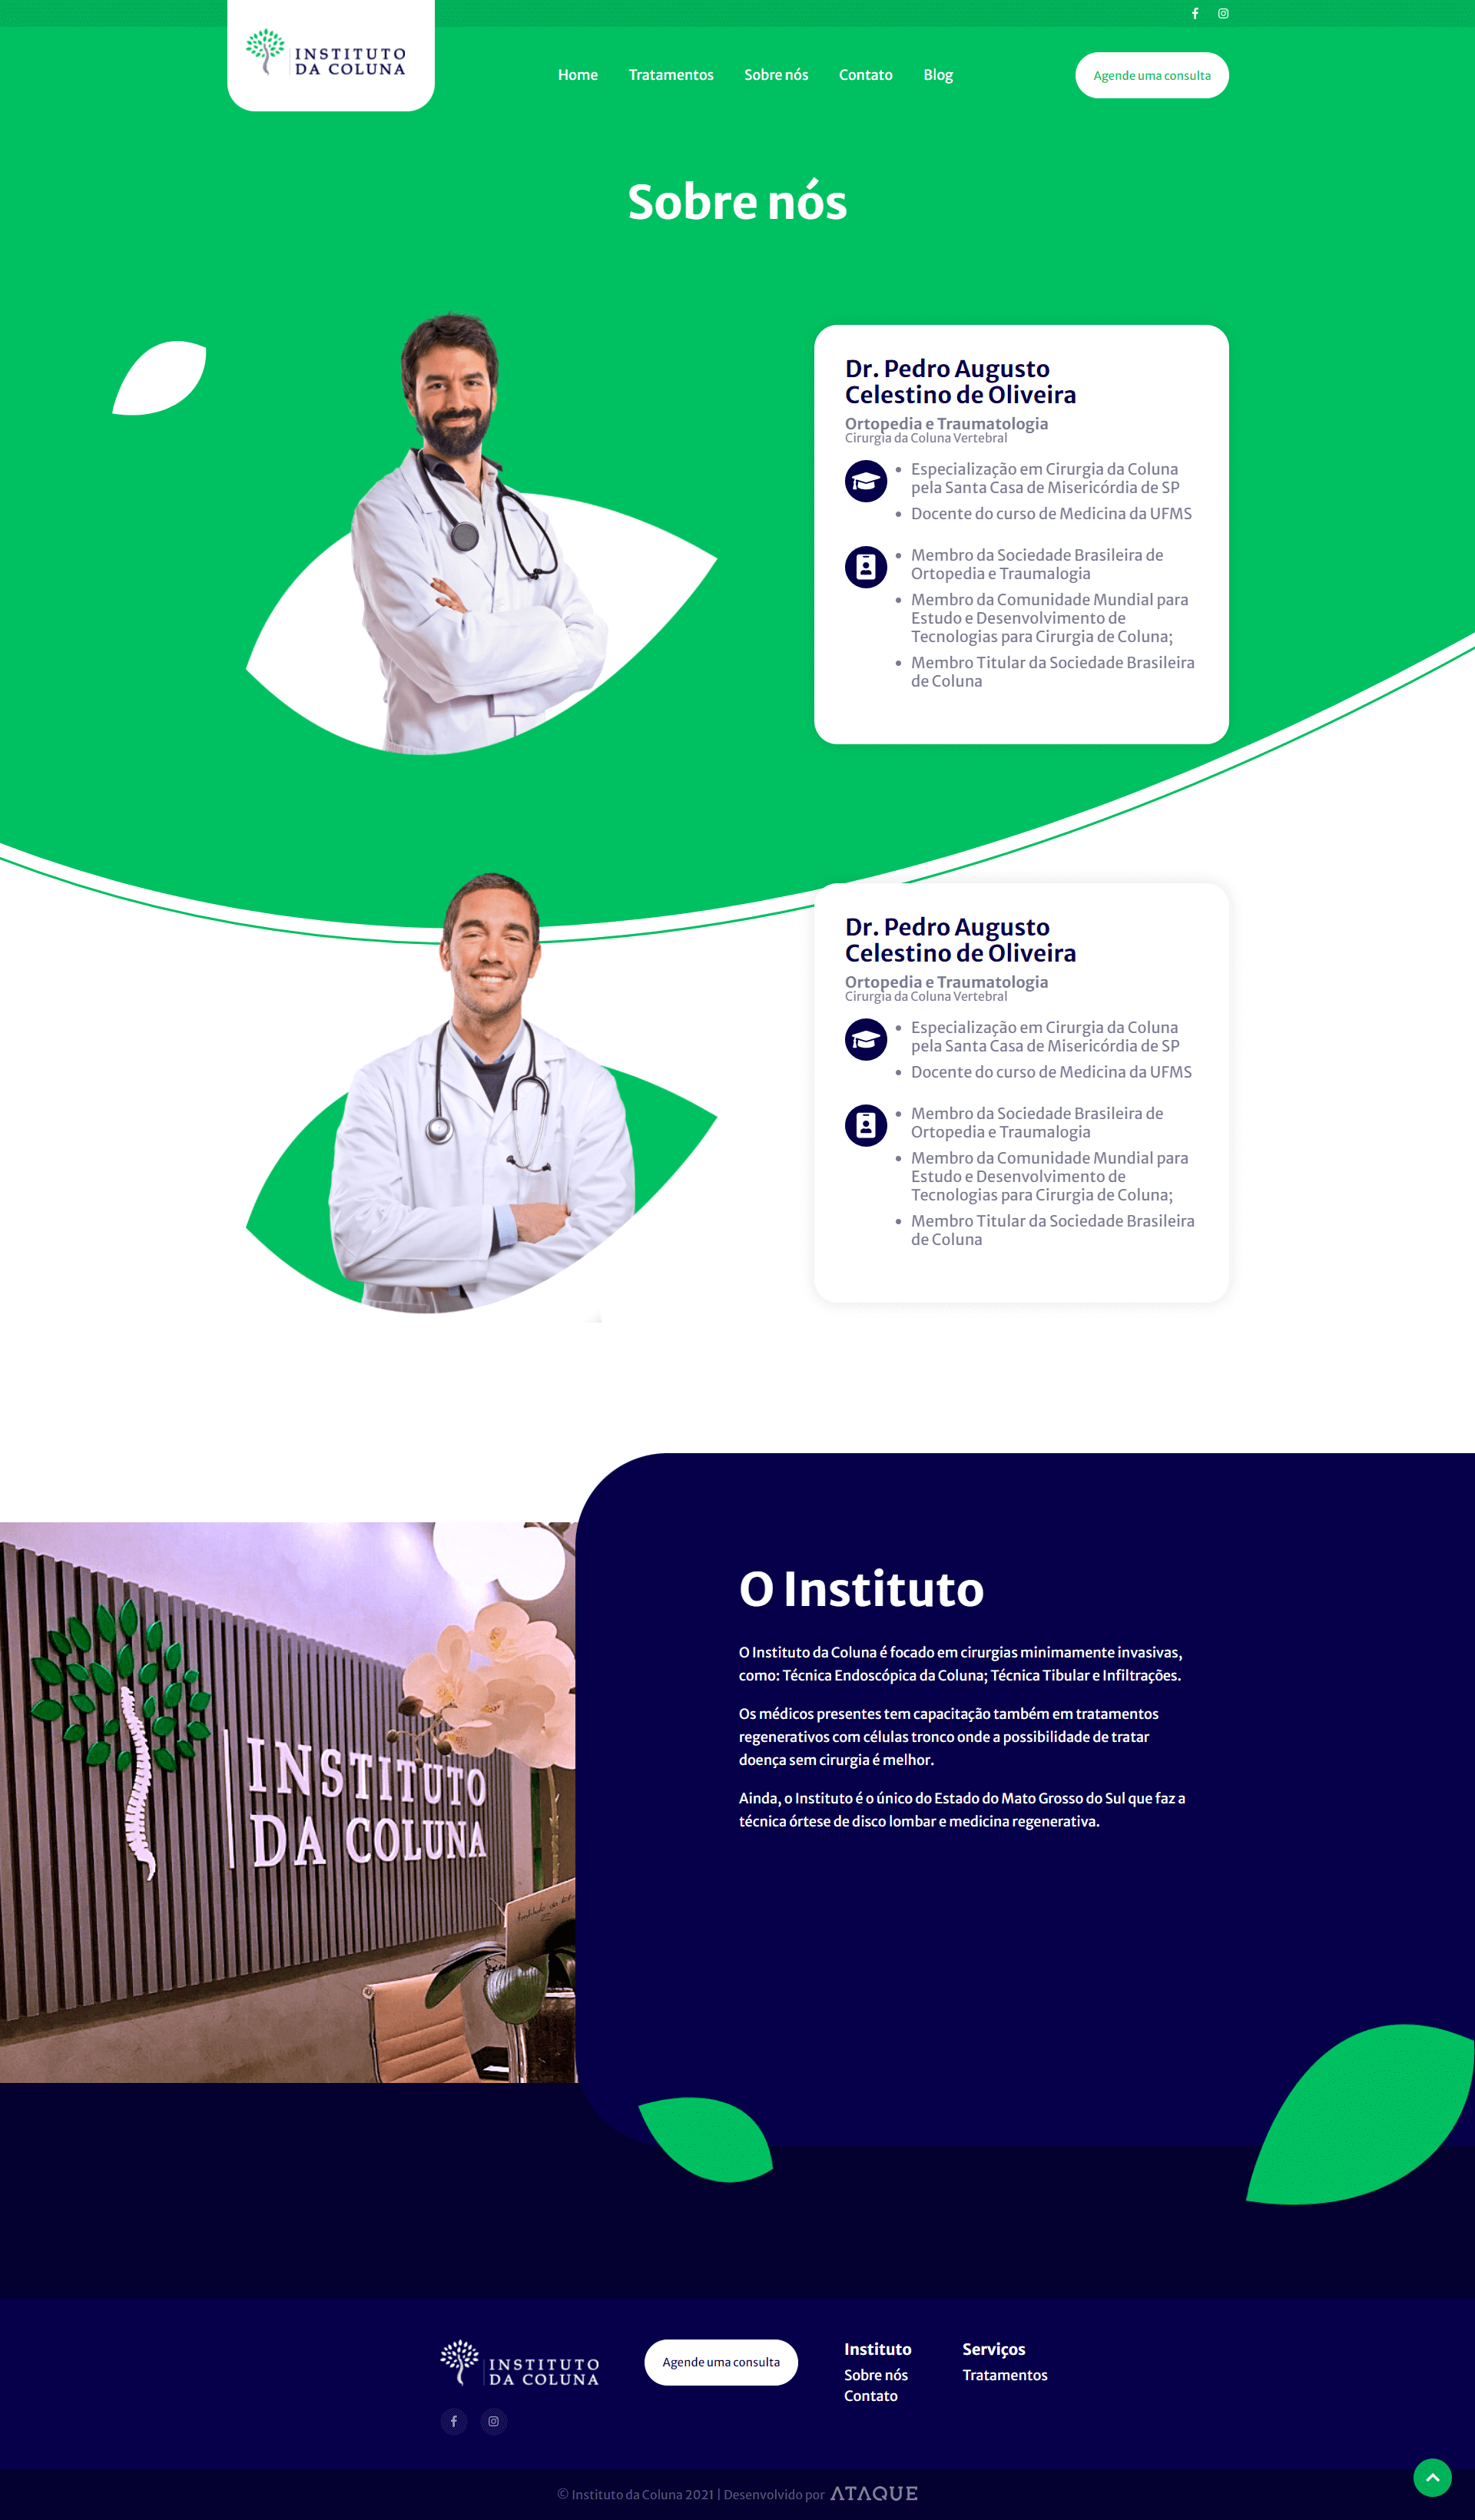 INSTITUTO
DA COLUNA
Home
Tratamentos
Sobre nós
Contato
Blog
Agende uma consulta
Sobre nós
Dr. Pedro Augusto
Celestino de Oliveira
Ortopedia e Traumatologia
Cirurgia da Coluna Vertebral
Especialização em Cirurgia da Coluna
pela Santa Casa de Misericórdia de SP
Docente do curso de Medicina da UFMS
Membro da Sociedade Brasileira de
Ortopedia e Traumalogia
Membro da Comunidade Mundial para
Estudo e Desenvolvimento de
Tecnologias para Cirurgia de Coluna;
Membro Titular da Sociedade Brasileira
de Coluna
Dr. Pedro Augusto
Celestino de Oliveira
Ortopedia e Traumatologia
Cirurgia da Coluna Vertebral
Especialização em Cirurgia da Coluna
pela Santa Casa de Misericórdia de SP
Docente do curso de Medicina da UFMS
Membro da Sociedade Brasileira de
Ortopedia e Traumalogia
Membro da Comunidade Mundial para
Estudo e Desenvolvimento de
Tecnologias para Cirurgia de Coluna;
Membro Titular da Sociedade Brasileira
de Coluna
INSTITUTO
DA COLUNA
O Instituto
O Instituto da Coluna é focado em cirurgias minimamente invasivas,
como: Técnica Endoscópica da Coluna; Técnica Tibular e Infiltrações.
Os médicos presentes tem capacitação também em tratamentos
regenerativos com células tronco onde a possibilidade de tratar
doença sem cirurgia é melhor.
Ainda, o Instituto é o único do Estado do Mato Grosso do Sul que faz a
técnica órtese de disco lombar e medicina regenerativa.
INSTITUTO
DA COLUNA
Agende uma consulta
Instituto
Sobre nós
Contato
Serviços
Tratamentos
© Instituto da Coluna 2021 | Desenvolvido por ATAQUE